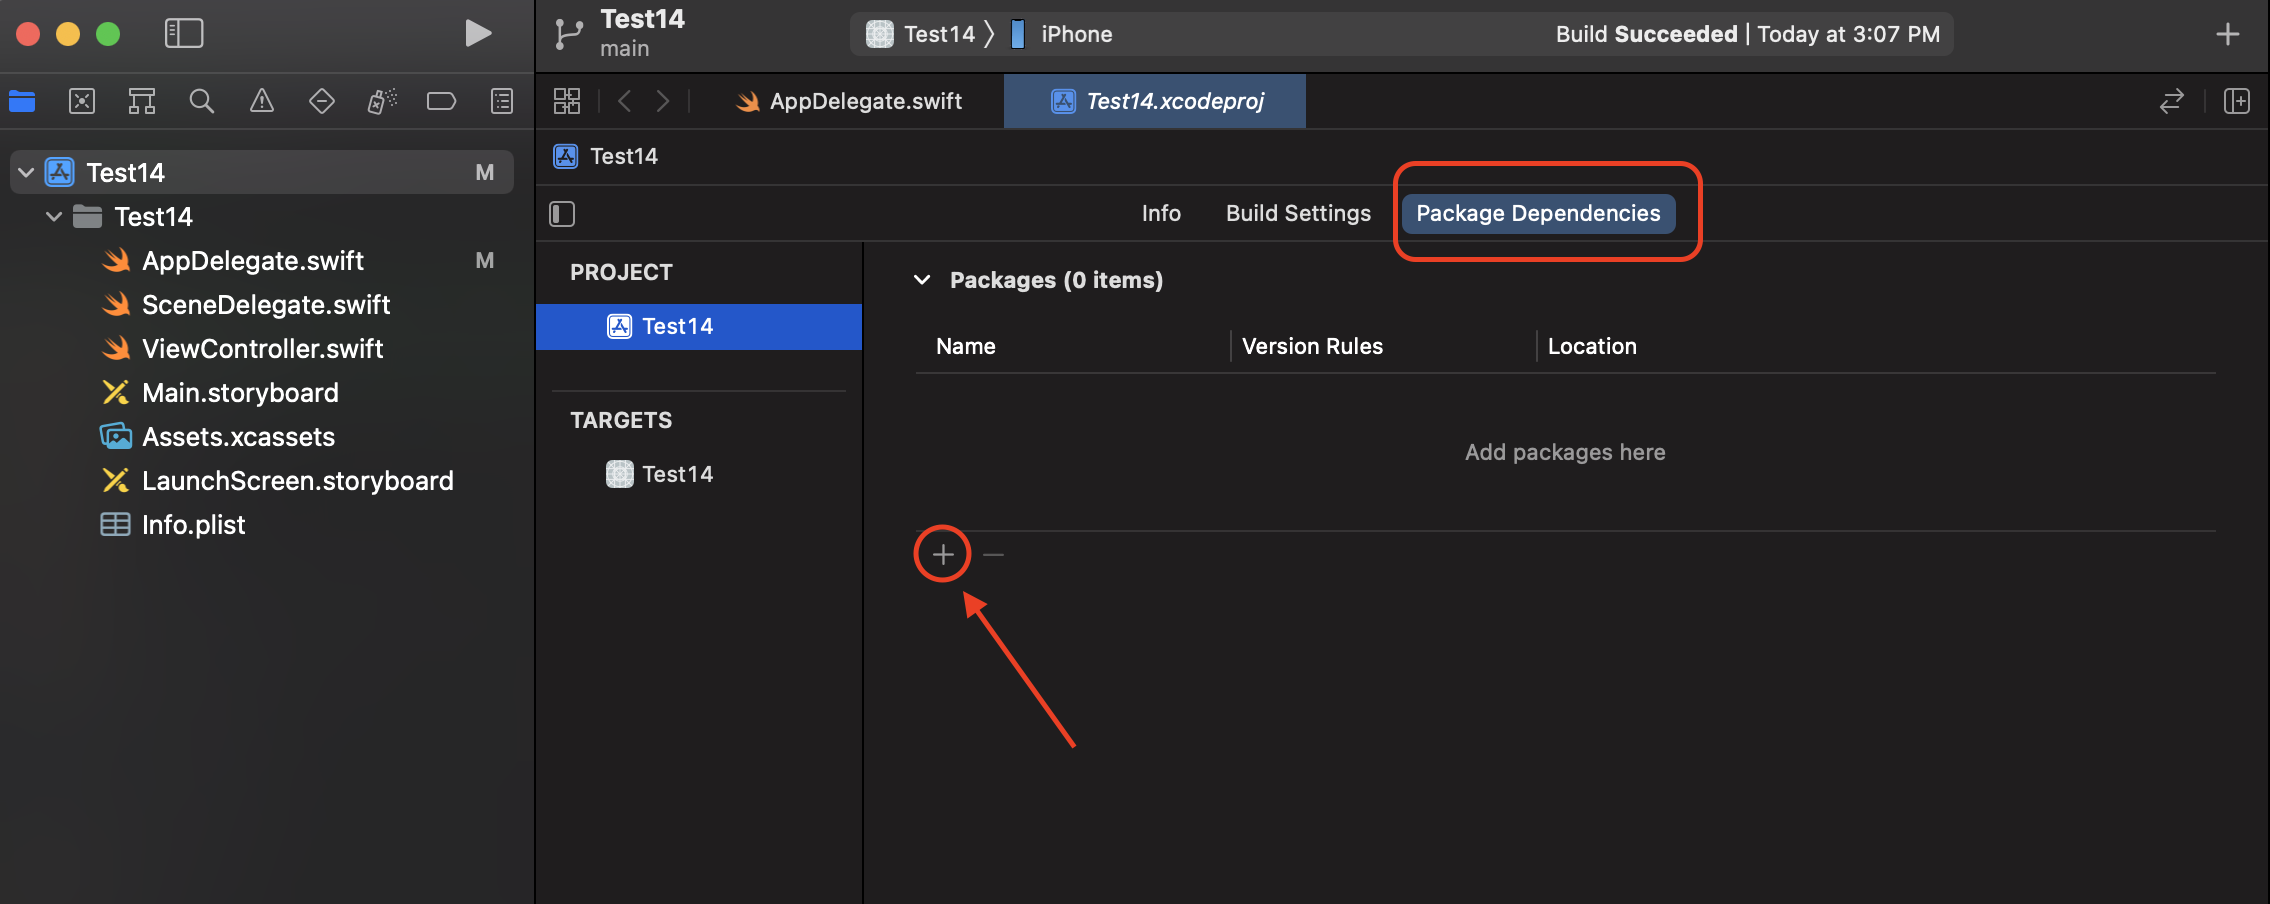 Test14
main
Test14 〉 iPhone
Build Succeeded | Today at 3:07 PM
AppDelegate.swift
Test14.xcodeproj
Test14 M
Test14
AppDelegate.swift M
SceneDelegate.swift
ViewController.swift
Main.storyboard
Assets.xcassets
LaunchScreen.storyboard
Info.plist
Test14
Info
Build Settings
Package Dependencies
PROJECT
Test14
TARGETS
Test14
Packages (0 items)
Name
Version Rules
Location
Add packages here